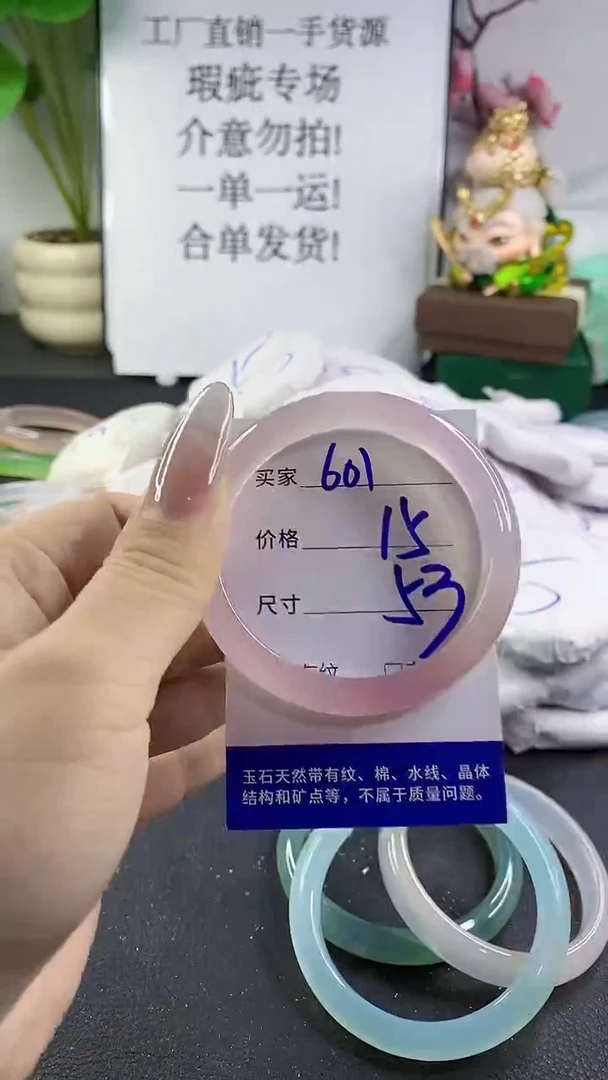 工厂直销一手货源
瑕疵专场
介意勿拍!
一单一运!
合单发货!
买家 601
价格 15
尺寸 53
玉石天然带有纹、棉、水线、晶体
结构和矿点等，不属于质量问题。